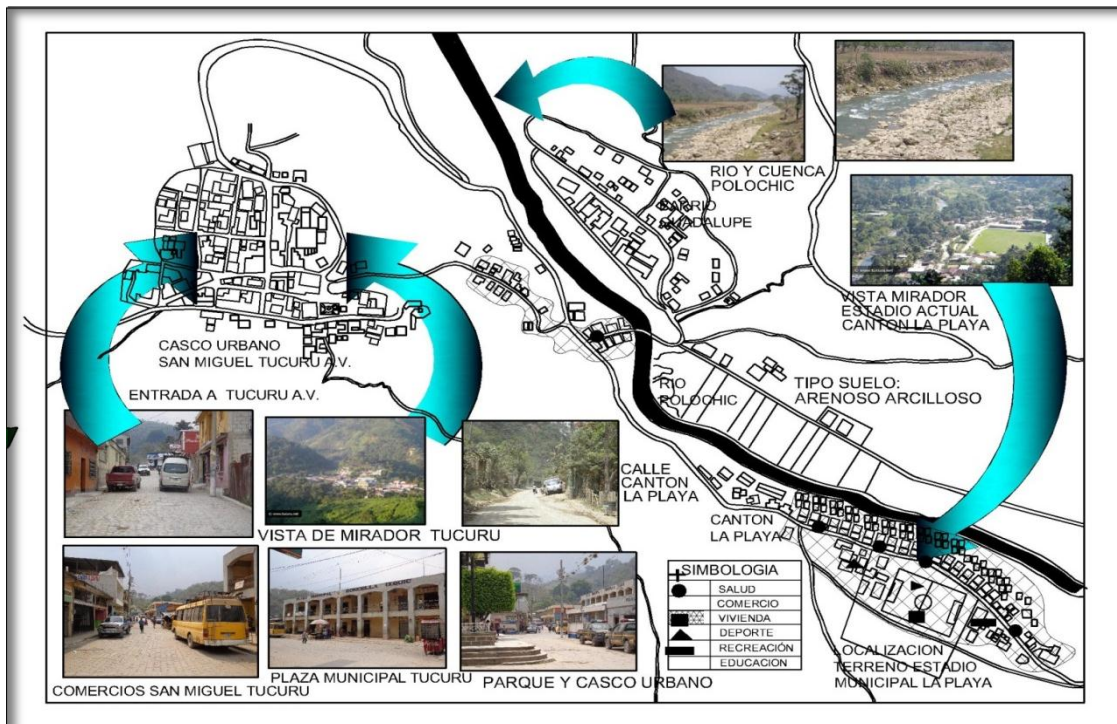 RIO Y CUENCA
POLOCHIC
BARRIO
GUADALUPE
VISTA MIRADOR
ESTADIO ACTUAL
CANTON LA PLAYA
CASCO URBANO
SAN MIGUEL TUCURU A.V.
ENTRADA A TUCURU A.V.
RIO
POLOCHIC
TIPO SUELO:
ARENOSO ARCILLOSO
CALLE
CANTON
LA PLAYA
VISTA DE MIRADOR TUCURU
CANTON
LA PLAYA
SIMBOLOGIA
SALUD
COMERCIO
VIVIENDA
DEPORTE
RECREACIÓN
EDUCACION
LOCALIZACION
TERRENO ESTADIO
MUNICIPAL LA PLAYA
COMERCIOS SAN MIGUEL TUCURU
PLAZA MUNICIPAL TUCURU
PARQUE Y CASCO URBANO